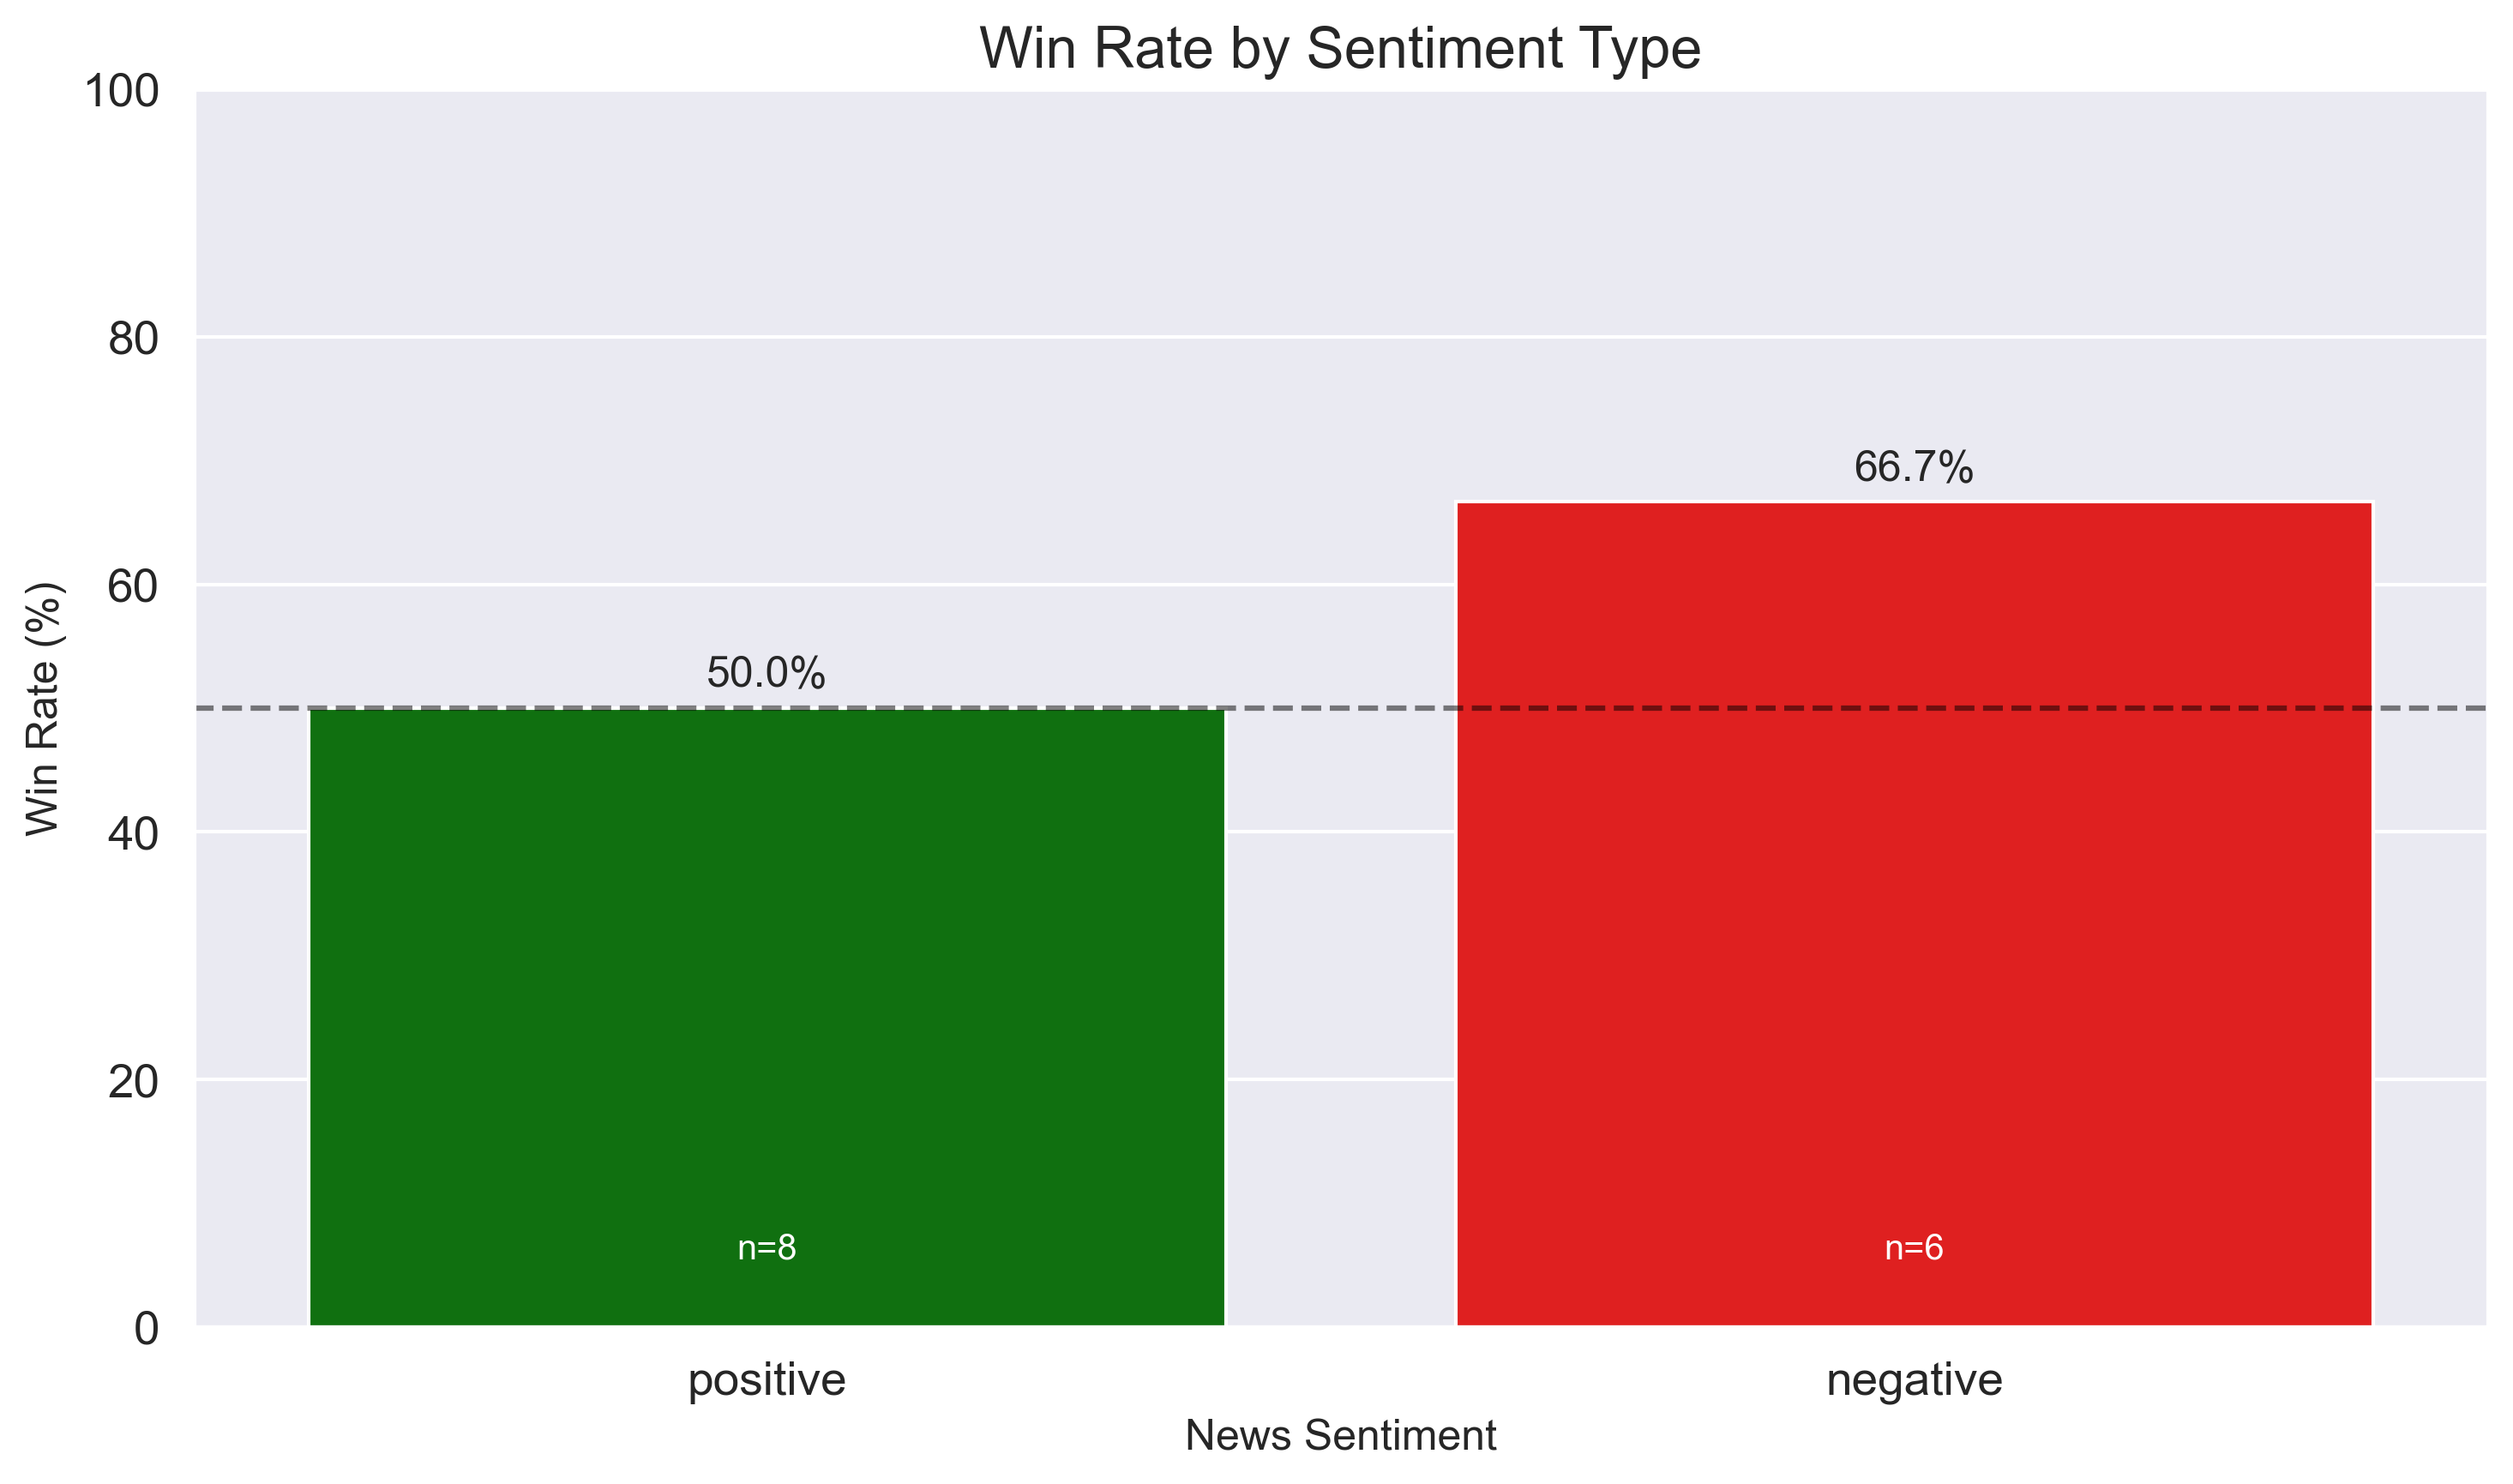 Win Rate by Sentiment Type
Win Rate (%)
100
80
60
40
20
0
50.0%
66.7%
n=8
n=6
positive
negative
News Sentiment